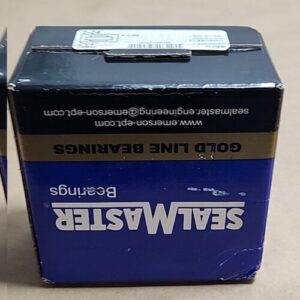 SEALMASTER®
Bearings
GOLD LINE BEARINGS
www.emerson-ept.com
sealmaster.engineering@emerson-ept.com